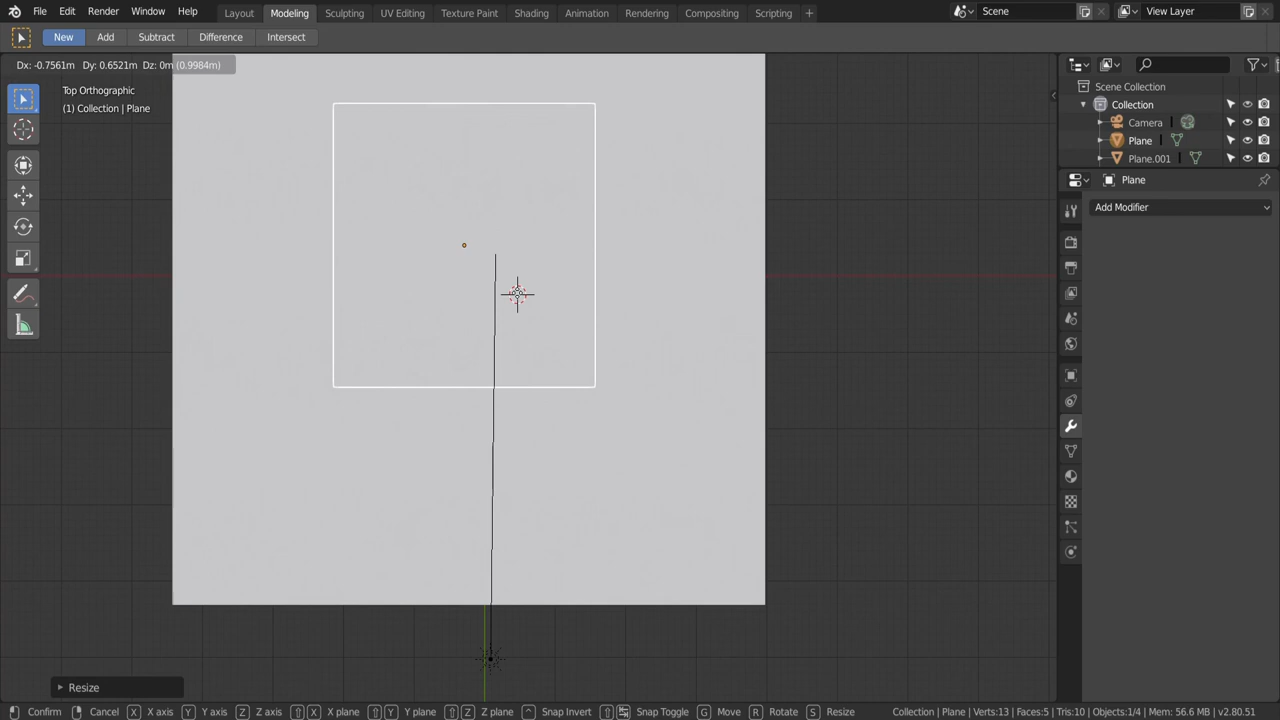 File Edit Render Window Help Layout Modeling Sculpting UV Editing Texture Paint Shading Animation Rendering Compositing Scripting + Scene View Layer
New Add Subtract Difference Intersect
Dx: -0.7561m Dy: 0.6521m Dz: 0m (0.9984m)
Top Orthographic
(1) Collection | Plane
Scene Collection
Collection
Camera
Plane
Plane.001
Plane
Add Modifier
Resize
Confirm Cancel X X axis Y Y axis Z Z axis X X plane Y Y plane Z Z plane ^ Snap Invert Snap Toggle G Move R Rotate S Resize Collection | Plane | Verts:13 | Faces:5 | Tris:10 | Objects:1/4 | Mem: 56.6 MB | v2.80.51